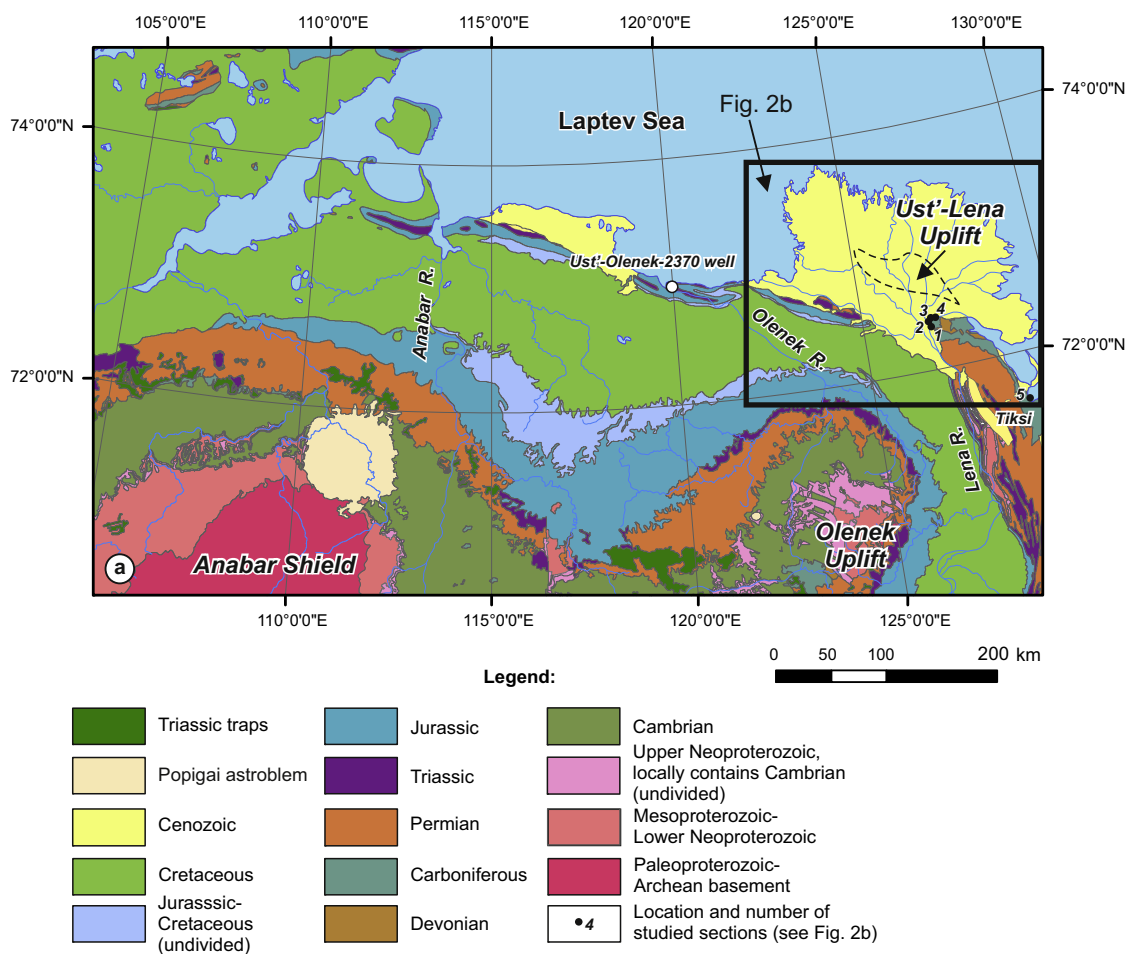 105°0'0"E 110°0'0"E 115°0'0"E 120°0'0"E 125°0'0"E 130°0'0"E
74°0'0"N
74°0'0"N
Fig. 2b
Laptev Sea
Ust'-Lena
Uplift
Ust'-Olenek-2370 well
Anabar R.
Olenek R.
3 4
2 1
72°0'0"N
72°0'0"N
5
Tiksi
Lena R.
Olenek
Uplift
Anabar Shield
a
110°0'0"E 115°0'0"E 120°0'0"E 125°0'0"E
0 50 100 200 km
Legend:
Triassic traps
Popigai astroblem
Cenozoic
Cretaceous
Jurasssic-
Cretaceous
(undivided)
Jurassic
Triassic
Permian
Carboniferous
Devonian
Cambrian
Upper Neoproterozoic,
locally contains Cambrian
(undivided)
Mesoproterozoic-
Lower Neoproterozoic
Paleoproterozoic-
Archean basement
4
Location and number of
studied sections (see Fig. 2b)